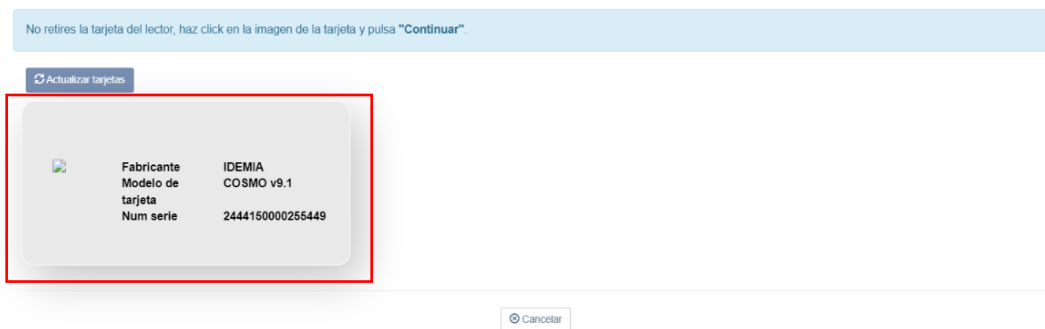 No retires la tarjeta del lector, haz click en la imagen de la tarjeta y pulsa "Continuar".
Actualizar tarjetas
Fabricante IDEMIA
Modelo de COSMO v9.1
tarjeta
Num serie 2444150000255449
Cancelar